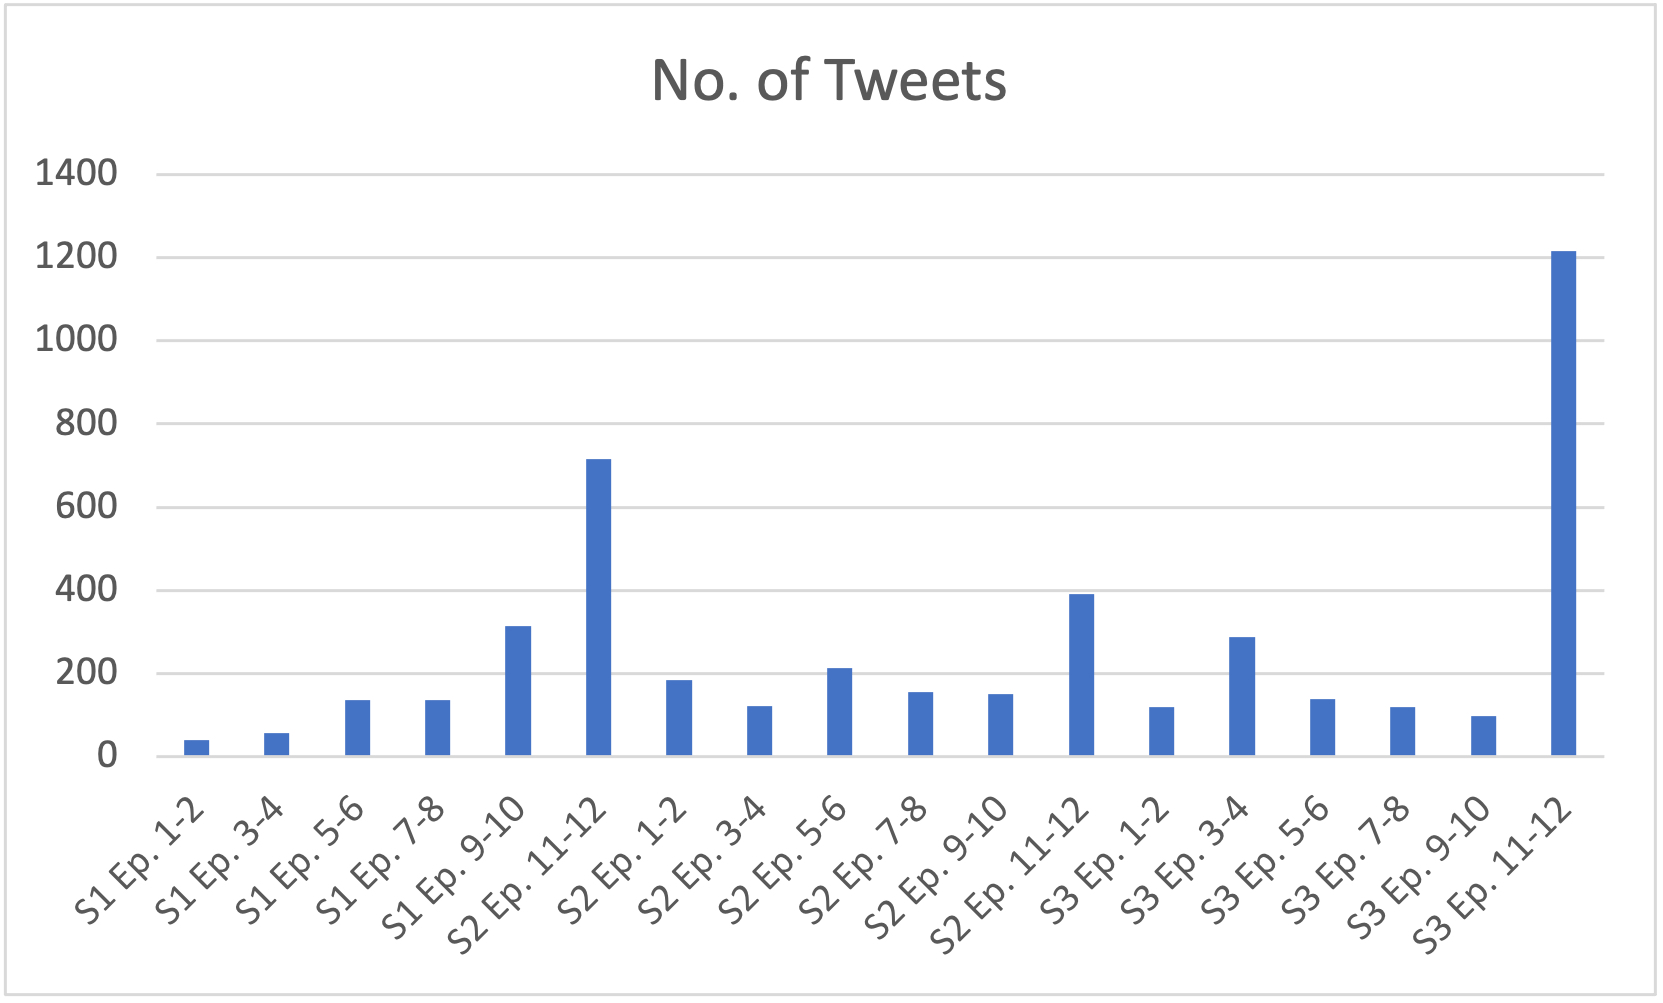 No. of Tweets
1400
1200
1000
800
600
400
200
0
S1 Ep. 1-2
S1 Ep. 3-4
S1 Ep. 5-6
S1 Ep. 7-8
S1 Ep. 9-10
S2 Ep. 11-12
S2 Ep. 1-2
S2 Ep. 3-4
S2 Ep. 5-6
S2 Ep. 7-8
S2 Ep. 9-10
S2 Ep. 11-12
S3 Ep. 1-2
S3 Ep. 3-4
S3 Ep. 5-6
S3 Ep. 7-8
S3 Ep. 9-10
S3 Ep. 11-12